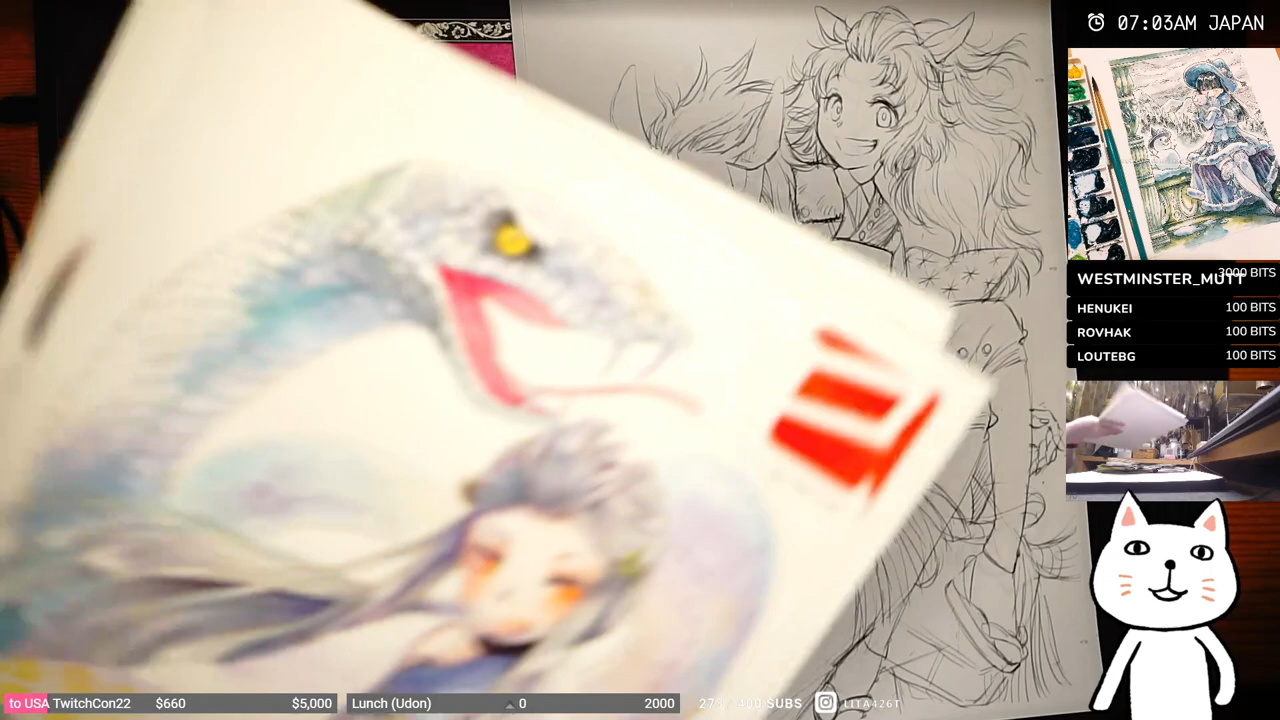 07:03AM JAPAN
WESTMINSTER_MUTT 3000 BITS
HENUKEI 100 BITS
ROVHAK 100 BITS
LOUTEBG 100 BITS
to USA TwitchCon22 $660 $5,000
Lunch (Udon) 0 2000
SUBS
LITA426T